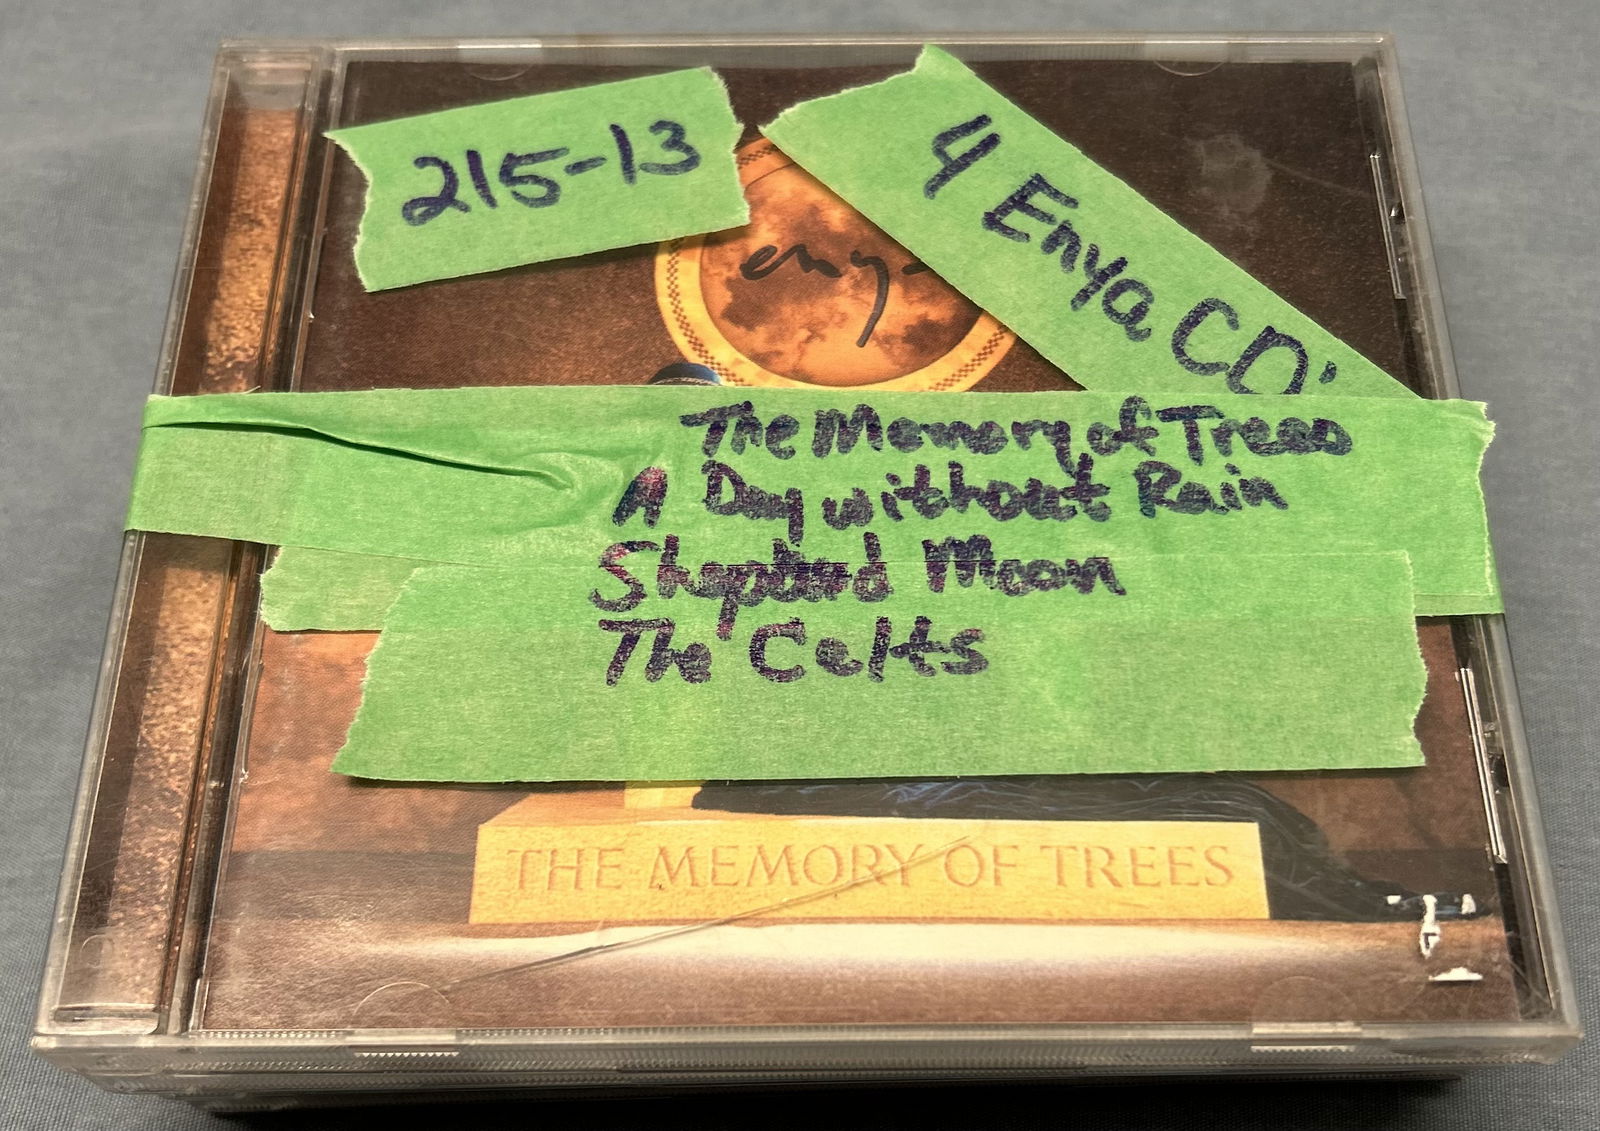 215-13
4 Enya CD'
enya
The Memory of Trees
A Day without Rain
Shepherd Moon
The Celts
THE MEMORY OF TREES